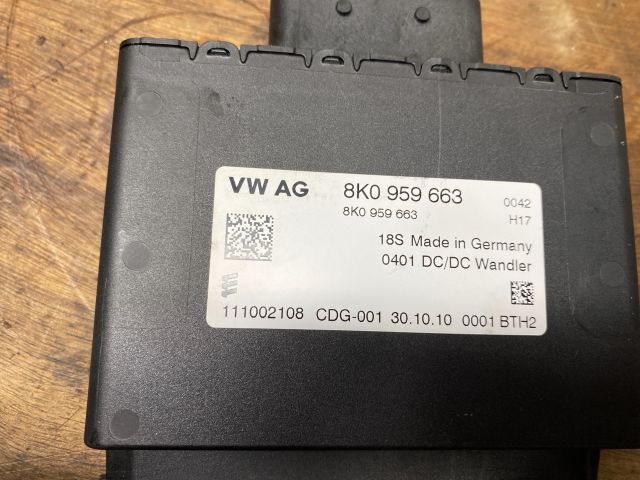 VW AG 8K0 959 663 0042
8K0 959 663 H17
18S Made in Germany
0401 DC/DC Wandler
111
111002108 CDG-001 30.10.10 0001 BTH2